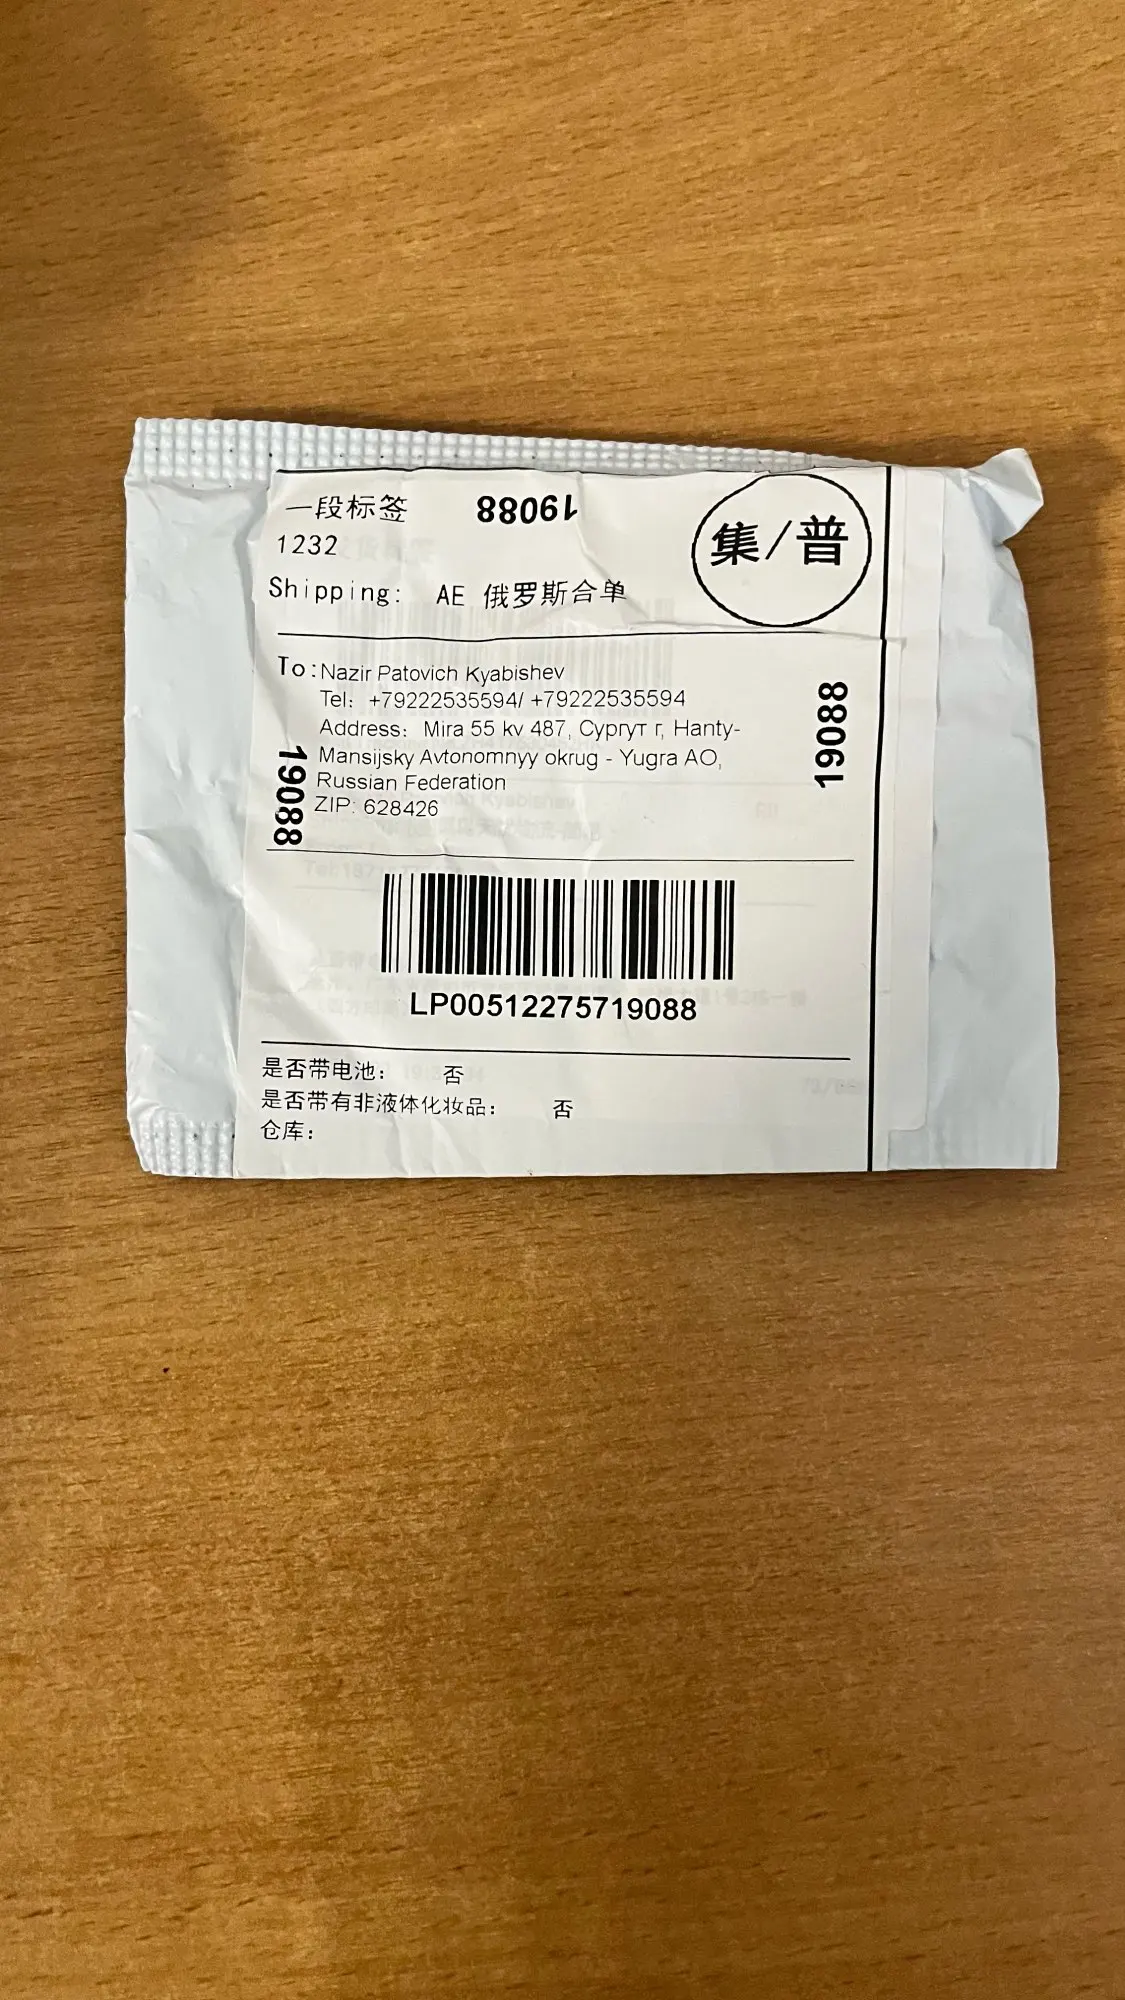 一段标签 19088
集/普
1232
Shipping: AE 俄罗斯合单
To:Nazir Patovich Kyabishev
Tel: +79222535594/ +79222535594
Address: Mira 55 kv 487, Сургут г, Hanty-
Mansijsky Avtonomnyy okrug - Yugra AO,
Russian Federation
ZIP: 628426
19088
19088
LP00512275719088
是否带电池: 否
是否带有非液体化妆品: 否
仓库: